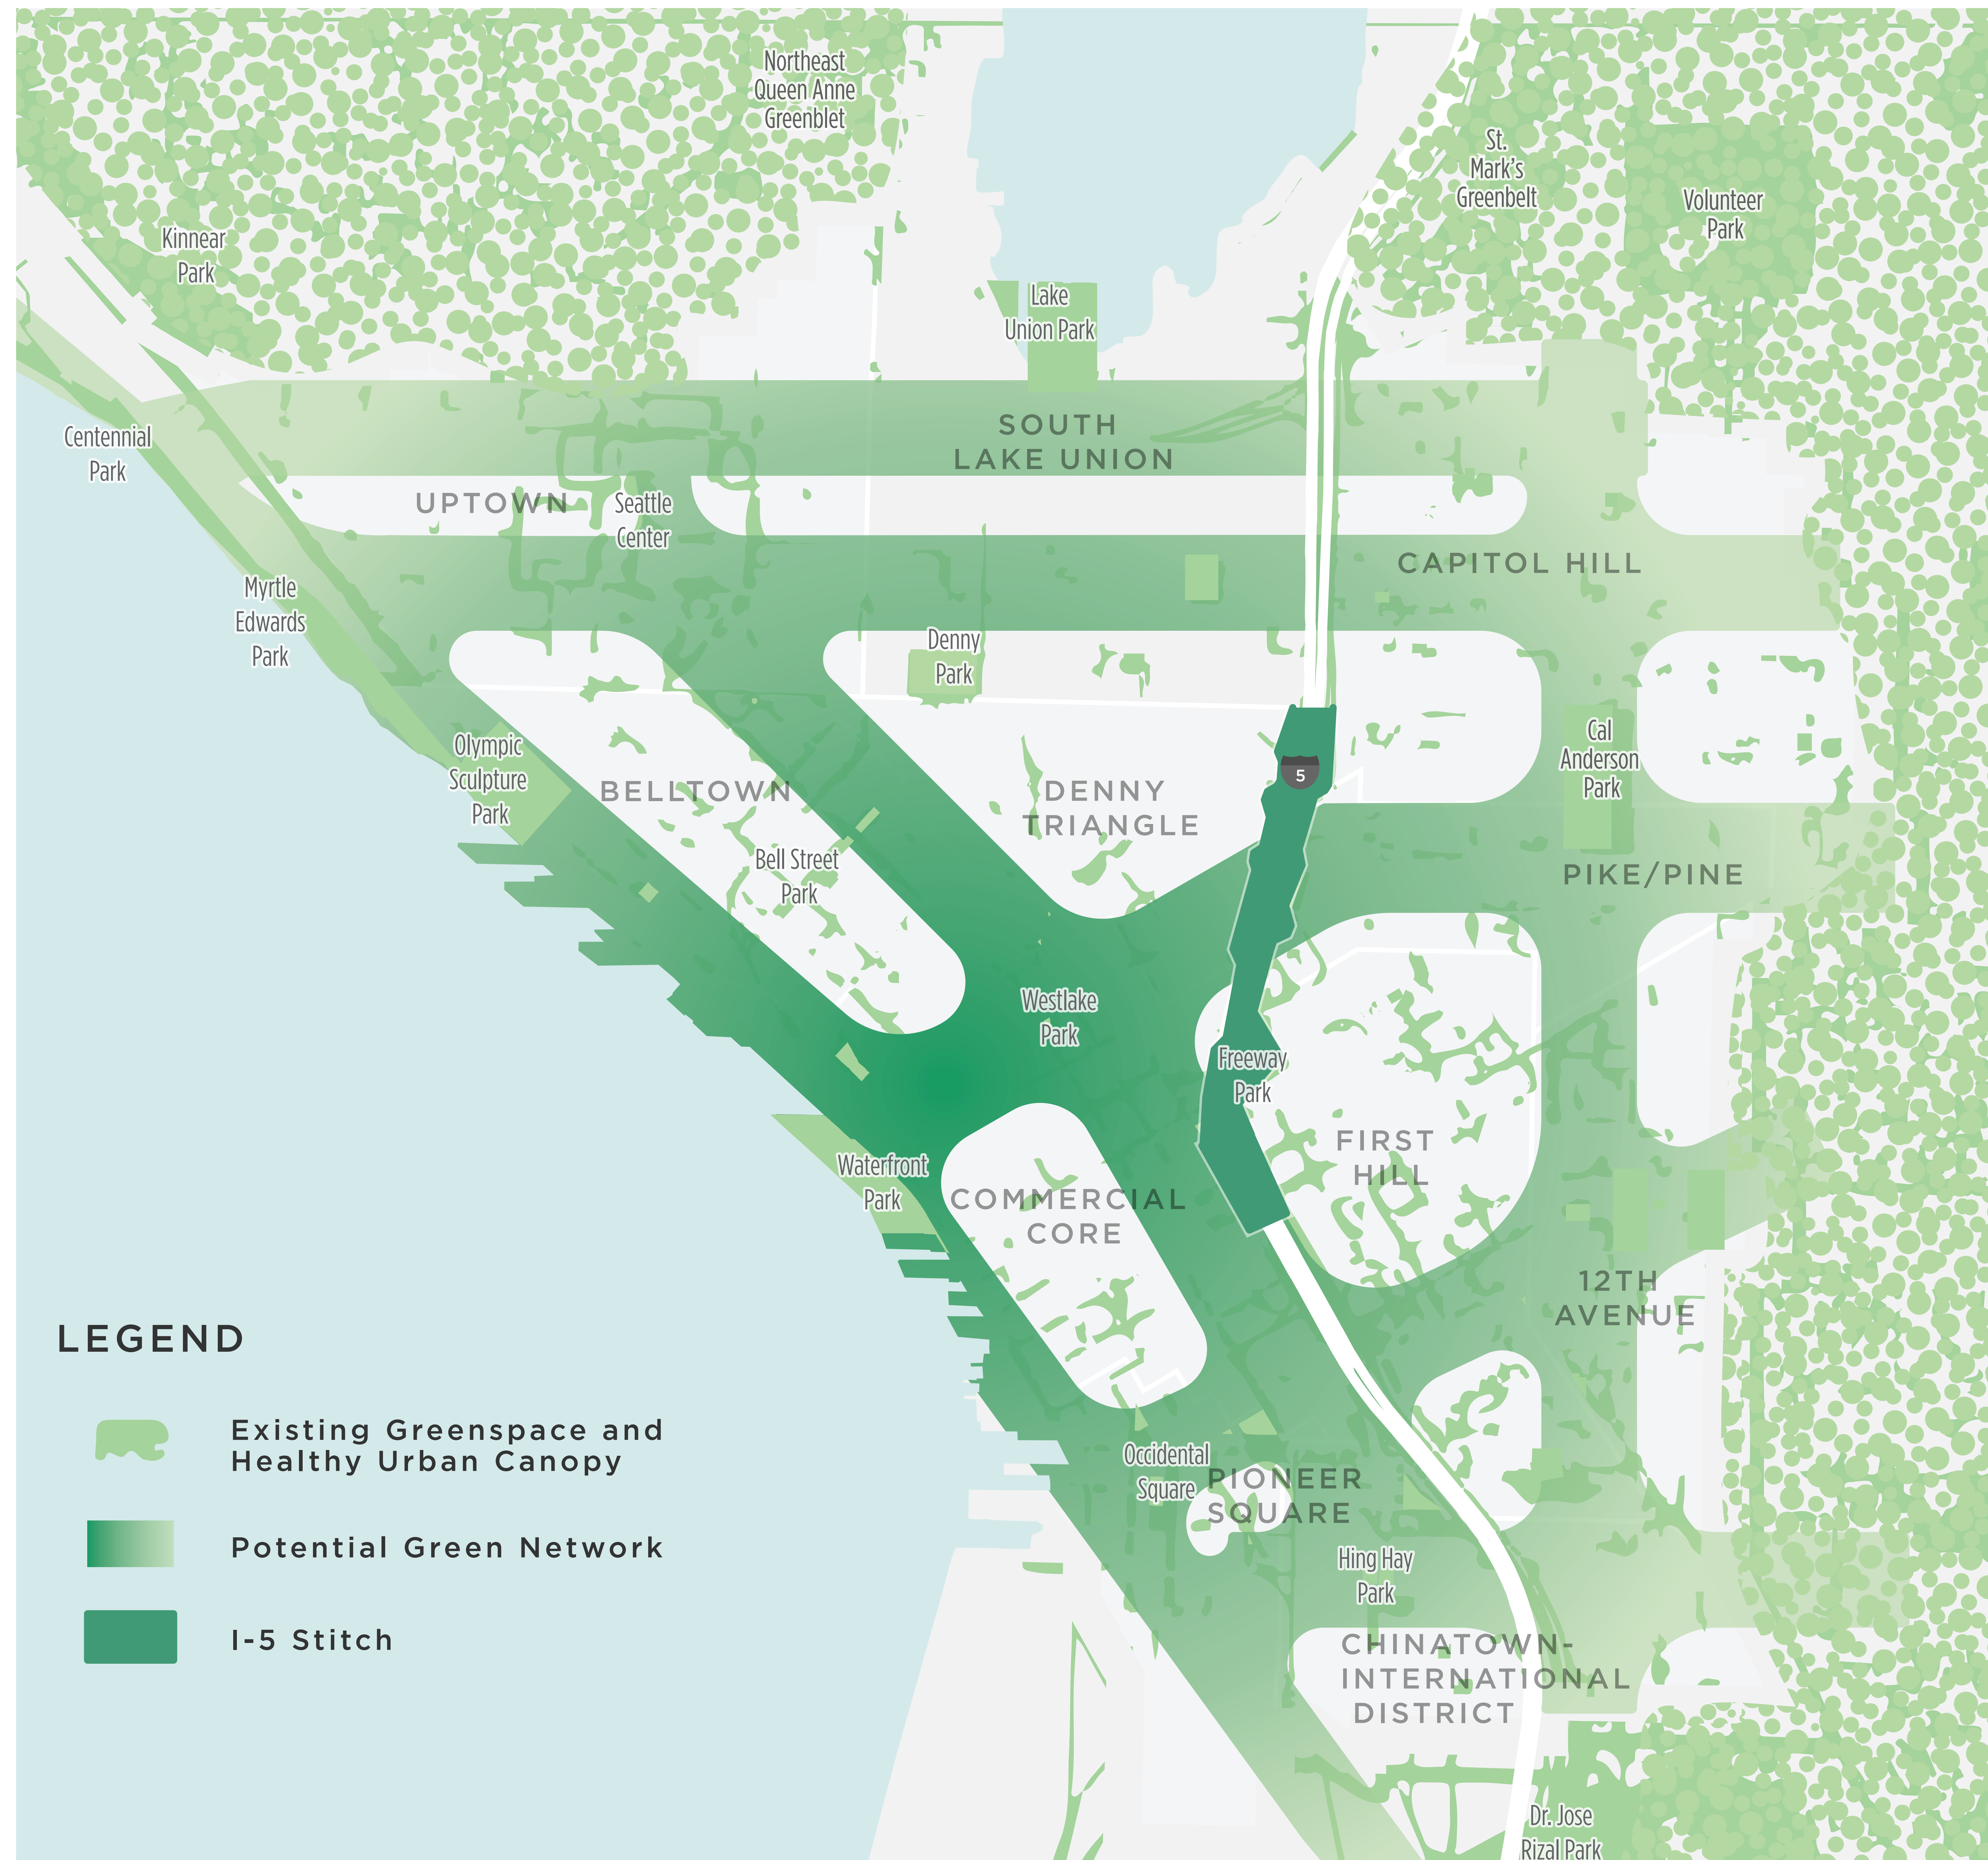 Northeast
Queen Anne
Greenblet
St.
Mark's
Greenbelt
Volunteer
Park
Kinnear
Park
Lake
Union Park
Centennial
Park
SOUTH
LAKE UNION
UPTOWN
Seattle
Center
CAPITOL HILL
Myrtle
Edwards
Park
Denny
Park
Olympic
Sculpture
Park
BELLTOWN
DENNY
TRIANGLE
5
Cal
Anderson
Park
Bell Street
Park
PIKE/PINE
Westlake
Park
Freeway
Park
FIRST
HILL
Waterfront
Park
COMMERCIAL
CORE
12TH
AVENUE
Occidental
Square
PIONEER
SQUARE
Hing Hay
Park
CHINATOWN-
INTERNATIONAL
DISTRICT
Dr. Jose
Rizal Park
LEGEND
Existing Greenspace and
Healthy Urban Canopy
Potential Green Network
I-5 Stitch